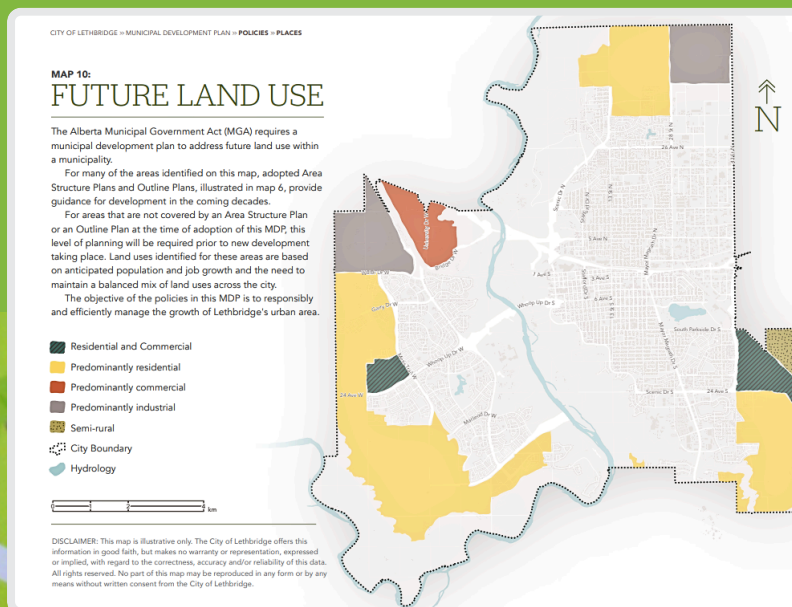 CITY OF LETHBRIDGE » MUNICIPAL DEVELOPMENT PLAN » POLICIES » PLACES
MAP 10:
FUTURE LAND USE
The Alberta Municipal Government Act (MGA) requires a
municipal development plan to address future land use within
a municipality.
For many of the areas identified on this map, adopted Area
Structure Plans and Outline Plans, illustrated in map 6, provide
guidance for development in the coming decades.
For areas that are not covered by an Area Structure Plan
or an Outline Plan at the time of adoption of this MDP, this
level of planning will be required prior to new development
taking place. Land uses identified for these areas are based
on anticipated population and job growth and the need to
maintain a balanced mix of land uses across the city.
The objective of the policies in this MDP is to responsibly
and efficiently manage the growth of Lethbridge's urban area.
Residential and Commercial
Predominantly residential
Predominantly commercial
Predominantly industrial
Semi-rural
City Boundary
Hydrology
0 1 2 4 km
DISCLAIMER: This map is illustrative only. The City of Lethbridge offers this
information in good faith, but makes no warranty or representation, expressed
or implied, with regard to the correctness, accuracy and/or reliability of this data.
All rights reserved. No part of this map may be reproduced in any form or by any
means without written consent from the City of Lethbridge.
N
26 Ave N
Scenic Dr N
5 Ave N
Mayor Magrath Dr N
University Dr W
Bridge Dr W
1 Ave S
3 Ave S
6 Ave S
Whoop Up Dr S
Mayor Magrath Dr S
South Parkside Dr S
Whoop Up Dr W
24 Ave W
Scenic Dr S
24 Ave S